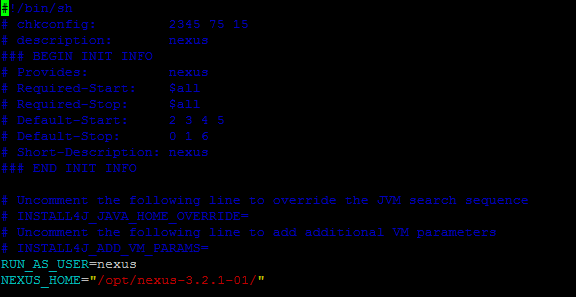 #!/bin/sh
# chkconfig:         2345 75 15
# description:       nexus
### BEGIN INIT INFO
# Provides:          nexus
# Required-Start:    $all
# Required-Stop:     $all
# Default-Start:     2 3 4 5
# Default-Stop:      0 1 6
# Short-Description: nexus
### END INIT INFO
# Uncomment the following line to override the JVM search sequence
# INSTALL4J_JAVA_HOME_OVERRIDE=
# Uncomment the following line to add additional VM parameters
# INSTALL4J_ADD_VM_PARAMS=
RUN_AS_USER=nexus
NEXUS_HOME="/opt/nexus-3.2.1-01/"